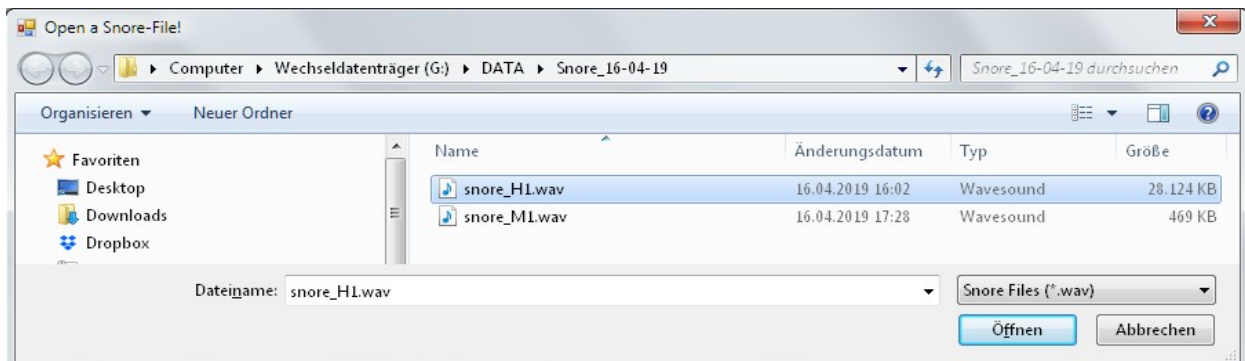 Open a Snore-File!
Computer Wechseldatenträger (G:) DATA Snore_16-04-19 Snore_16-04-19 durchsuchen
Organisieren Neuer Ordner
Name Änderungsdatum Typ Größe
Favoriten
Desktop snore_H1.wav 16.04.2019 16:02 Wavesound 28.124 KB
Downloads snore_M1.wav 16.04.2019 17:28 Wavesound 469 KB
Dropbox
Dateiname: snore_H1.wav Snore Files (*.wav)
Öffnen Abbrechen